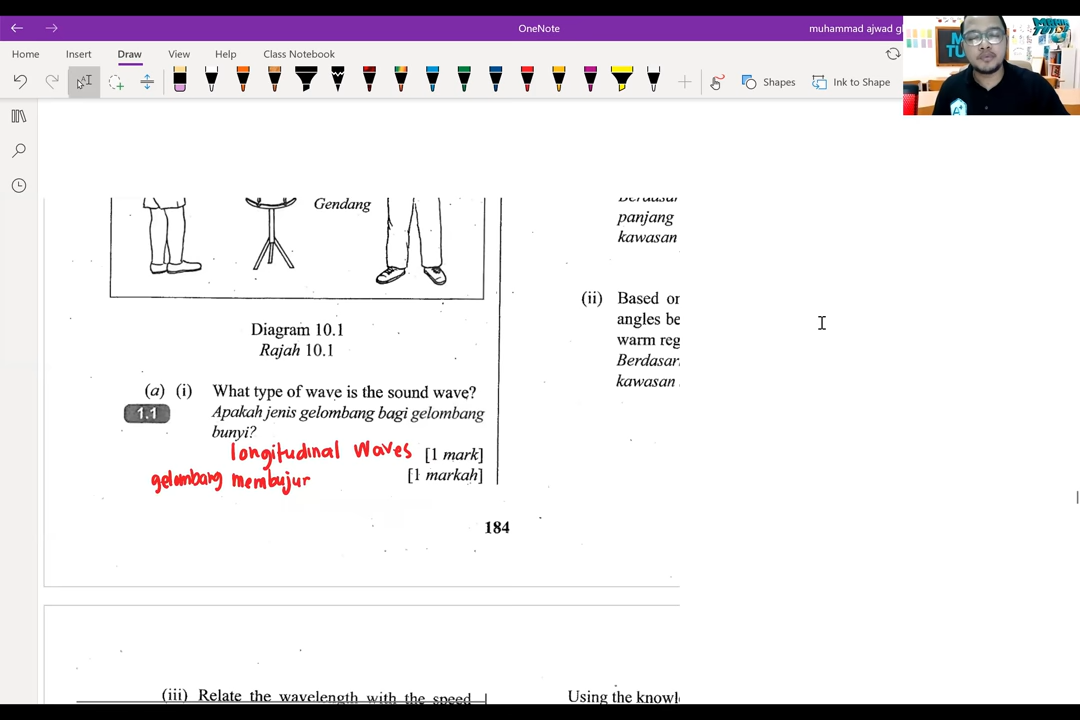 OneNote
muhammad ajwad
Home Insert Draw View Help Class Notebook
Shapes Ink to Shape
Gendang
Diagram 10.1
Rajah 10.1
(a) (i) What type of wave is the sound wave?
1.1 Apakah jenis gelombang bagi gelombang
bunyi?
longitudinal waves [1 mark]
gelombang membujur [1 markah]
184
(iii) Relate the wavelength with the speed
panjang
kawasan
(ii) Based on
angles be
warm reg
Berdasar
kawasan
Using the knowl